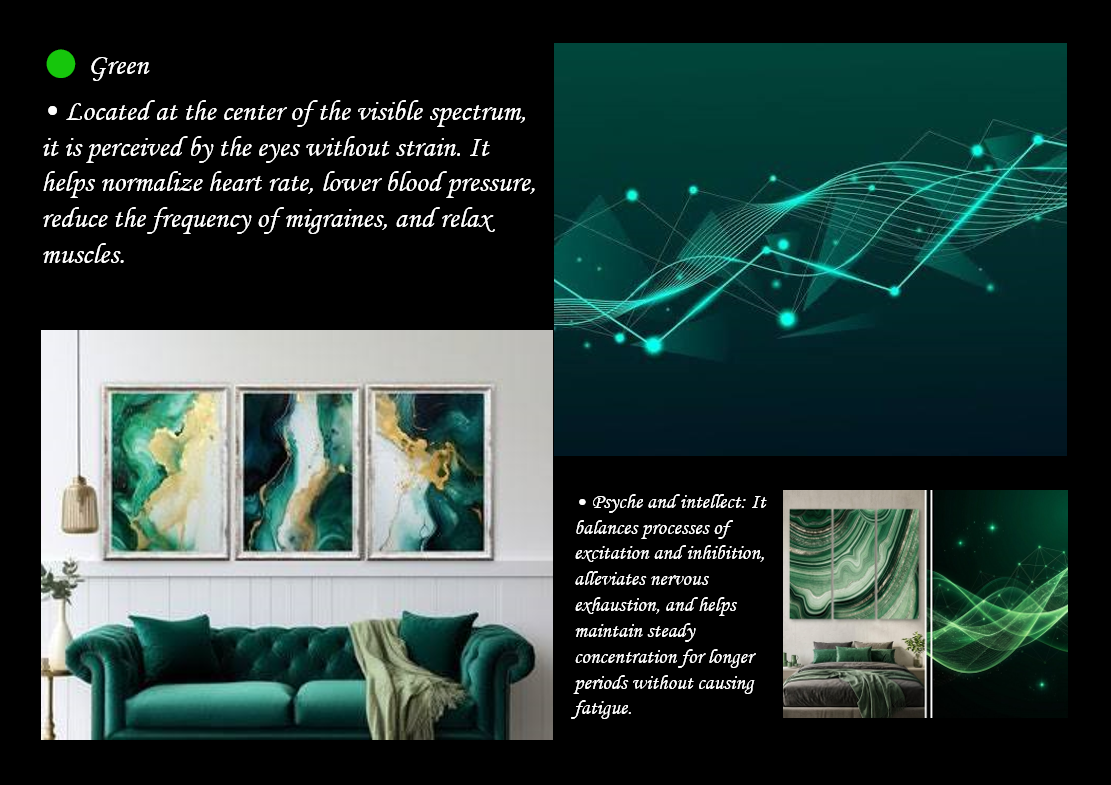 Green
• Located at the center of the visible spectrum,
it is perceived by the eyes without strain. It
helps normalize heart rate, lower blood pressure,
reduce the frequency of migraines, and relax
muscles.
• Psyche and intellect: It
balances processes of
excitation and inhibition,
alleviates nervous
exhaustion, and helps
maintain steady
concentration for longer
periods without causing
fatigue.